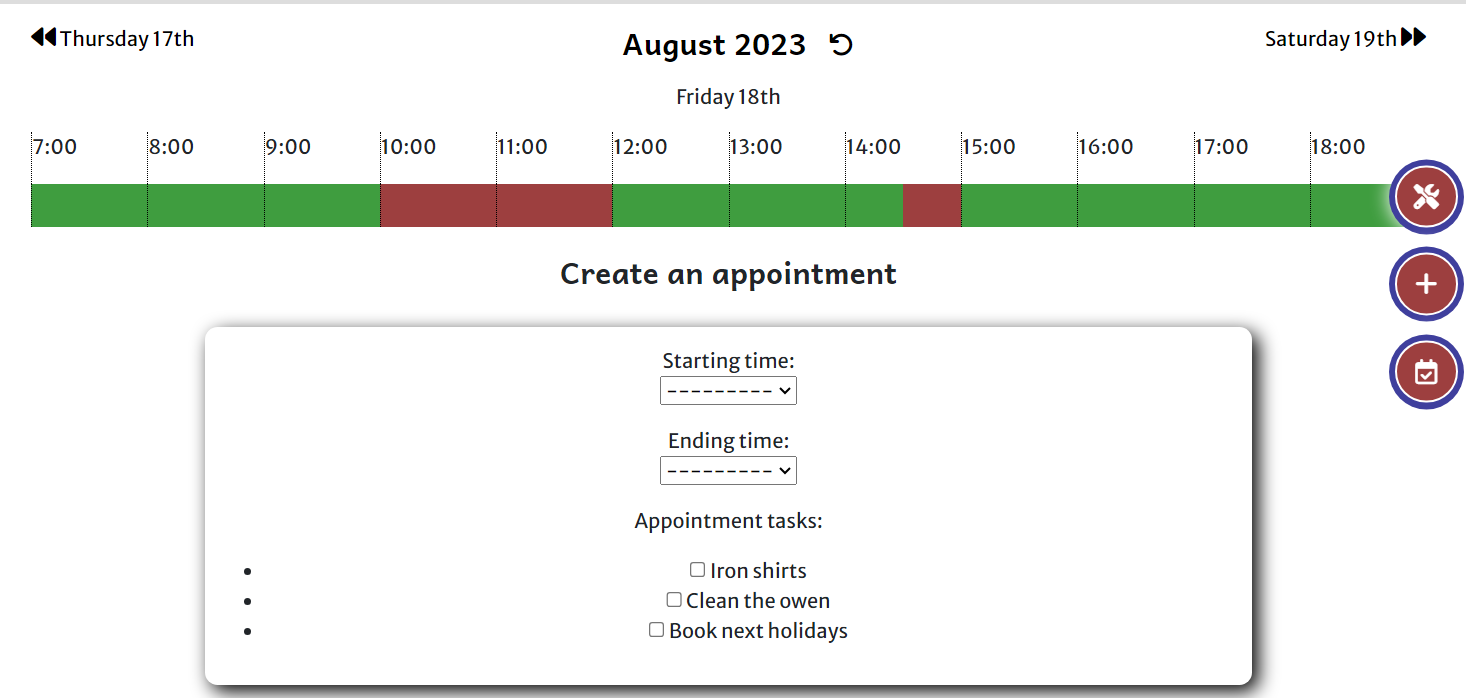 Thursday 17th
August 2023
Saturday 19th
Friday 18th
7:00 8:00 9:00 10:00 11:00 12:00 13:00 14:00 15:00 16:00 17:00 18:00
Create an appointment
Starting time:
---------
Ending time:
---------
Appointment tasks:
Iron shirts
Clean the owen
Book next holidays